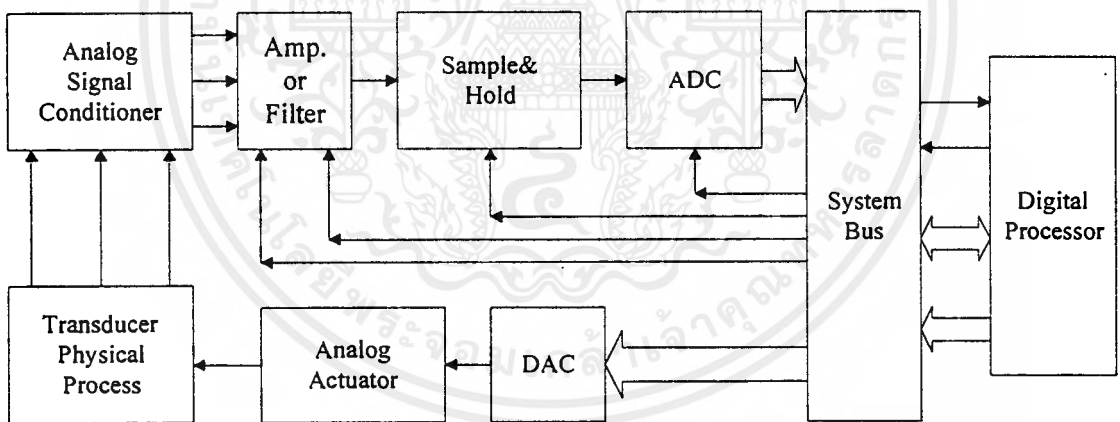 Analog
Signal
Conditioner
Amp.
or
Filter
Sample&
Hold
ADC
System
Bus
Digital
Processor
Transducer
Physical
Process
Analog
Actuator
DAC